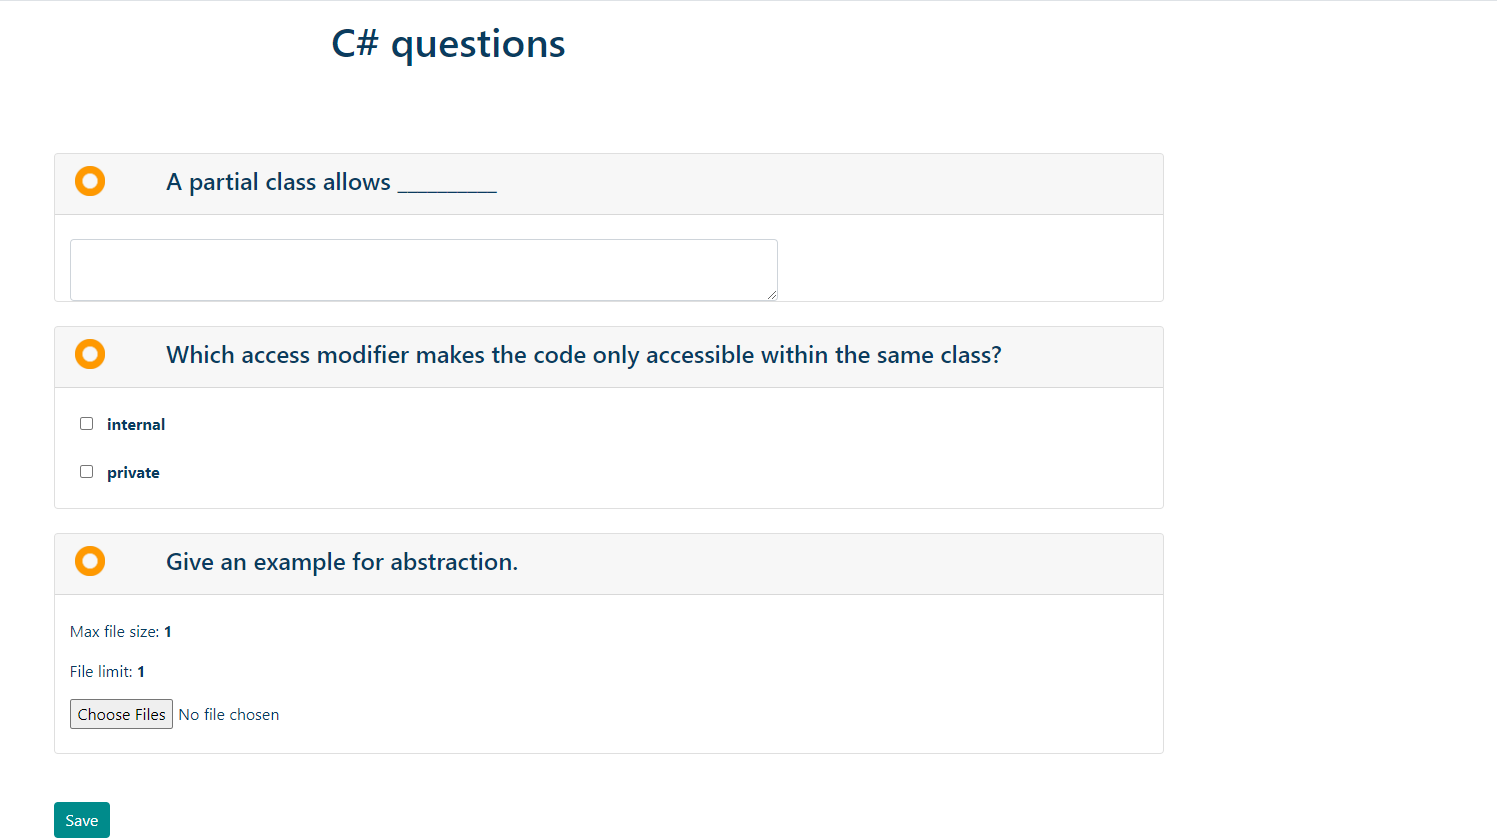 C# questions
A partial class allows __________
Which access modifier makes the code only accessible within the same class?
internal
private
Give an example for abstraction.
Max file size: 1
File limit: 1
Choose Files No file chosen
Save